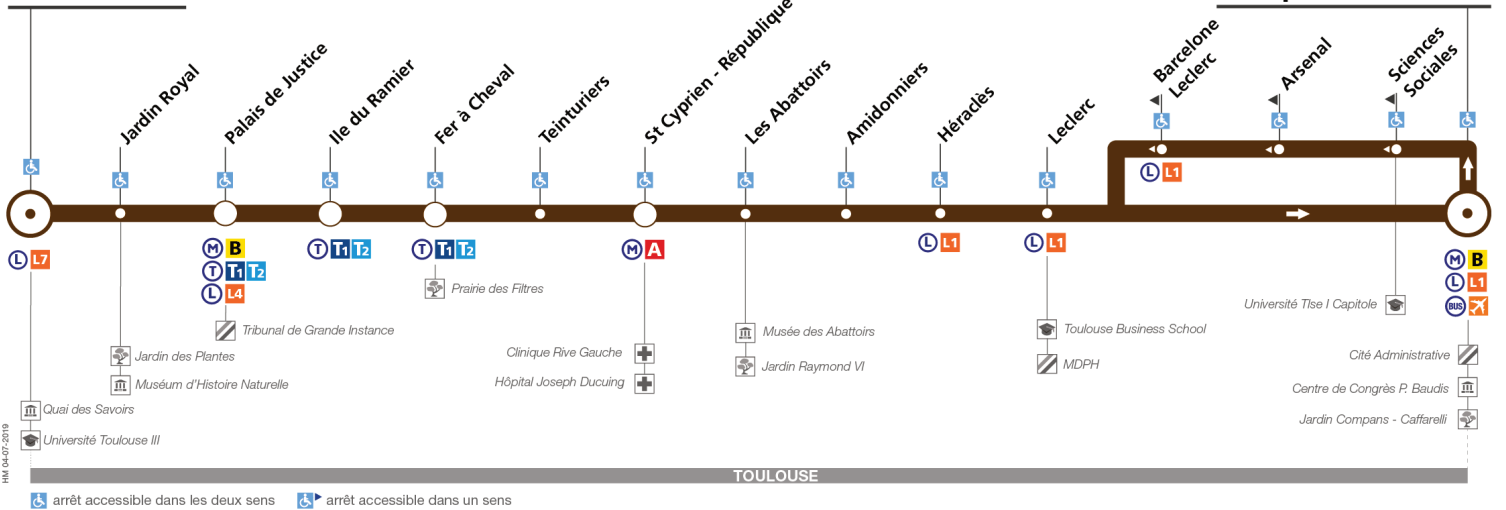 Jardin Royal
Palais de Justice
Ile du Ramier
Fer à Cheval
Teinturiers
St Cyprien - République
Les Abattoirs
Amidonniers
Héraclès
Leclerc
Barcelone
Leclerc
Arsenal
Sciences
Sociales
L L1
L L7
M B
T T1 T2
L L4
T T1 T2
T T1 T2
M A
L L1
L L1
M B
L L1
BUS
Prairie des Filtres
Université Tlse I Capitole
Tribunal de Grande Instance
Musée des Abattoirs
Toulouse Business School
Jardin des Plantes
Clinique Rive Gauche
Jardin Raymond VI
MDPH
Cité Administrative
Muséum d'Histoire Naturelle
Hôpital Joseph Ducuing
Centre de Congrès P. Baudis
Quai des Savoirs
Jardin Compans - Caffarelli
Université Toulouse III
HM 04-07-2019
TOULOUSE
arrêt accessible dans les deux sens
arrêt accessible dans un sens